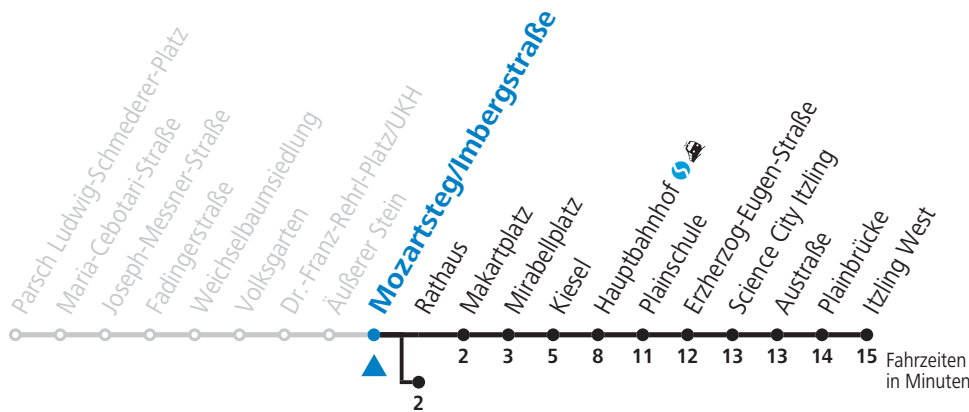 Parsch Ludwig-Schmederer-Platz
Maria-Cebotari-Straße
Joseph-Messner-Straße
Fadingerstraße
Weichselbaumsiedlung
Volksgarten
Dr.-Franz-Rehrl-Platz/UKH
Äußerer Stein
Mozartsteg/Imbergstraße
Rathaus
Makartplatz
Mirabellplatz
Kiesel
Hauptbahnhof
Plainschule
Erzherzog-Eugen-Straße
Science City Itzling
Austraße
Plainbrücke
Itzling West
2 3 5 8 11 12 13 13 14 15
Fahrzeiten
in Minuten
2